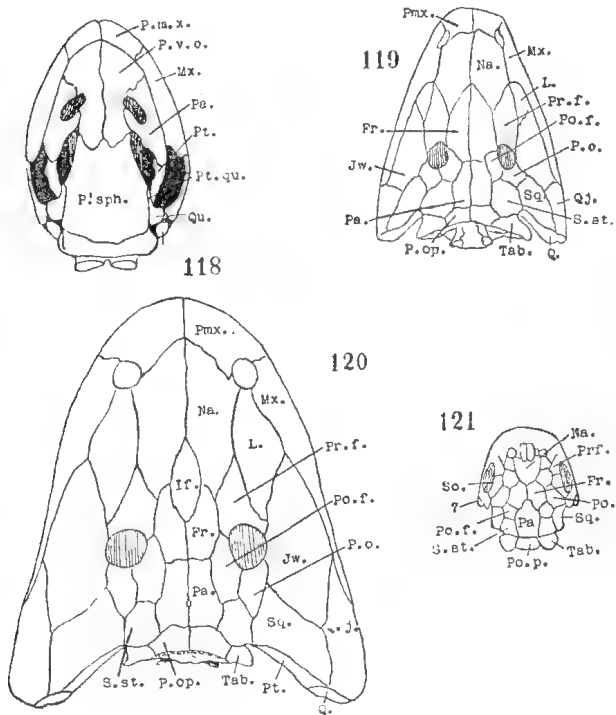 P.m.x.
P.v.o.
Mx.
Pa.
Pt.
Pt.qu.
P'sph.
Qu.
118
Pmx.
119
Mx.
Na.
L.
Pr.f.
Po.f.
Fr.
P.o.
Jw.
Sq.
Qj.
Pa.
S.st.
P.op.
Tab.
Q.
Pmx.
120
Mx.
Na.
L.
Pr.f.
If.
Po.f.
Fr.
Jw.
P.o.
Pa.
Sq.
S.st.
P.op.
Tab.
Pt.
Q.
121
Na.
Prf.
So.
Fr.
?
Po.
Pa
Sq.
Po.f.
S.st.
Tab.
Po.p.